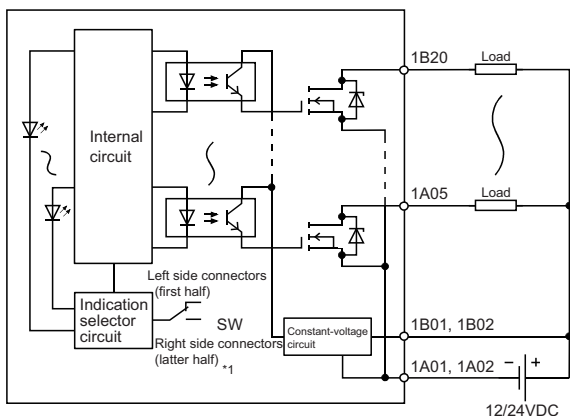 1B20
Load
Internal
circuit
1A05
Load
Left side connectors
(first half)
Indication
selector
circuit
SW
Right side connectors
(latter half)
*1
Constant-voltage
circuit
1B01, 1B02
1A01, 1A02
− +
12/24VDC